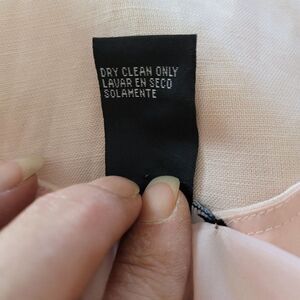 DRY CLEAN ONLY
LAVAR EN SECO
SOLAMENTE